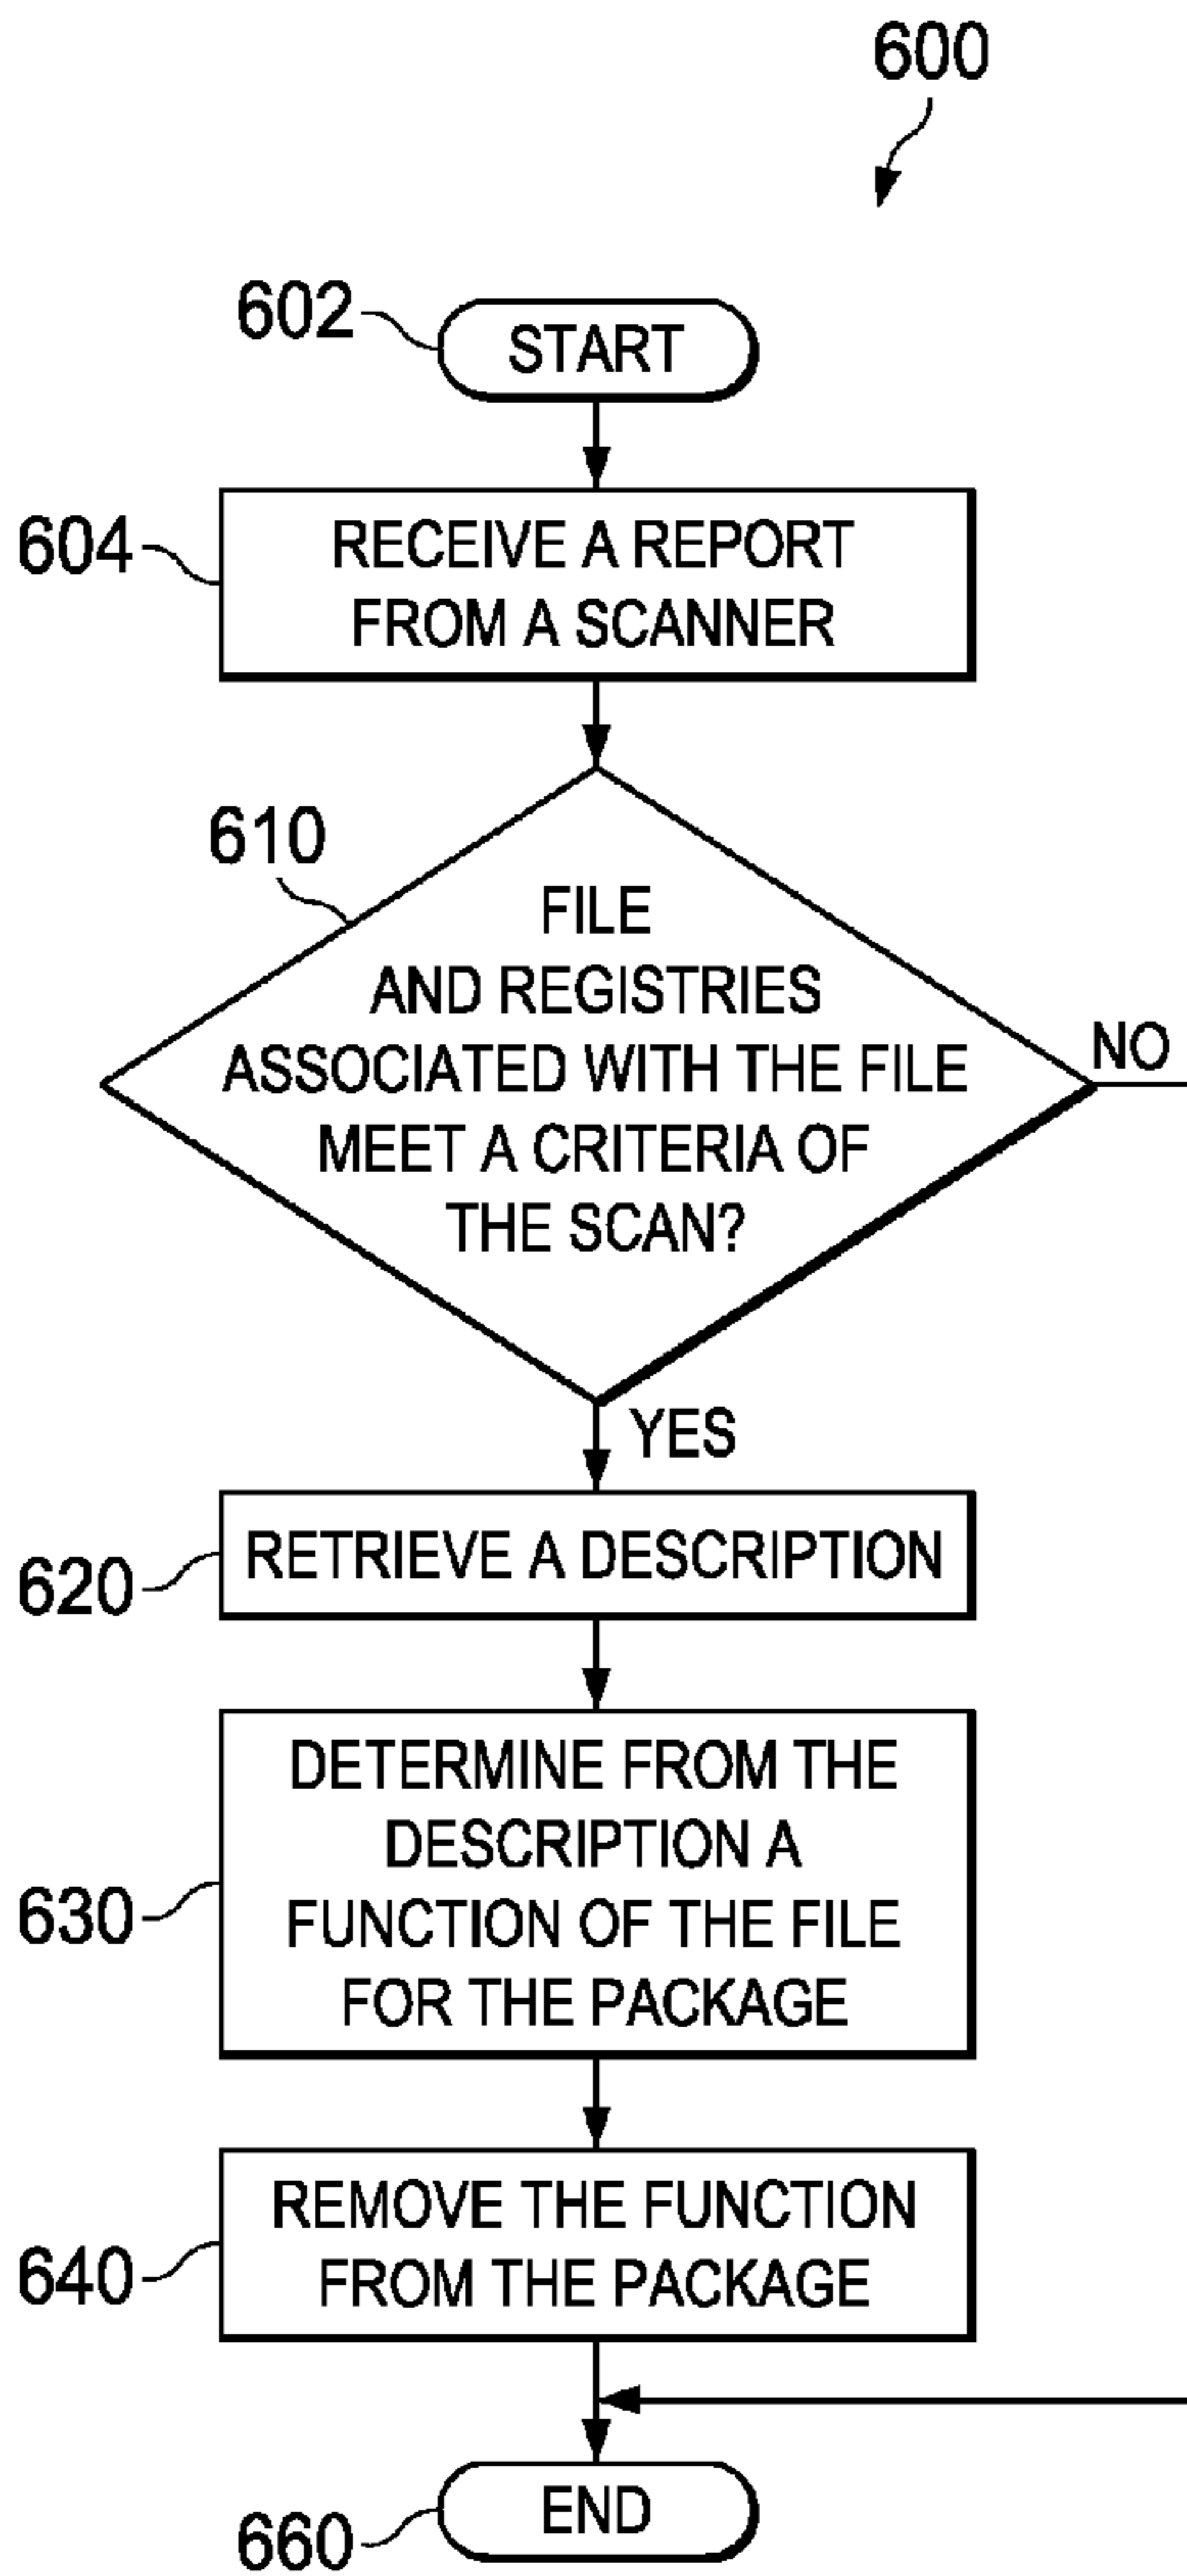 600
602
START
604
RECEIVE A REPORT
FROM A SCANNER
610
FILE
AND REGISTRIES
ASSOCIATED WITH THE FILE
MEET A CRITERIA OF
THE SCAN?
NO
YES
620
RETRIEVE A DESCRIPTION
630
DETERMINE FROM THE
DESCRIPTION A
FUNCTION OF THE FILE
FOR THE PACKAGE
640
REMOVE THE FUNCTION
FROM THE PACKAGE
660
END